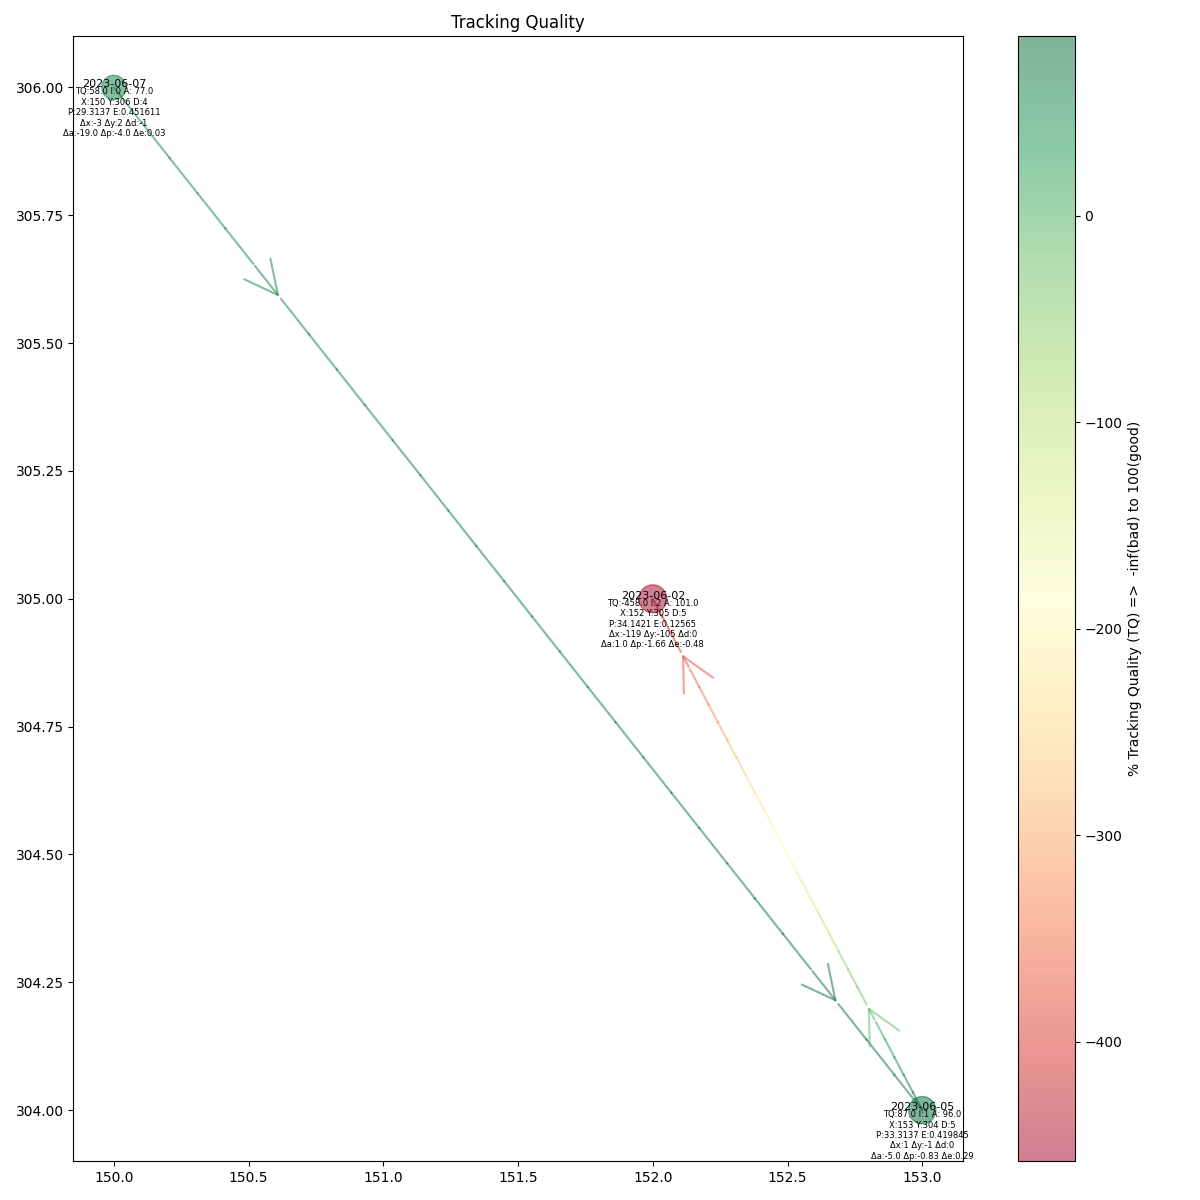 Tracking Quality
306.00
305.75
305.50
305.25
305.00
304.75
304.50
304.25
304.00
2023-06-07
TQ:58.0 I:0 A: 77.0
X:150 Y:306 D:4
P:29.3137 E:0.451611
Δx:-3 Δy:2 Δd:-1
Δa:-19.0 Δp:-4.0 Δe:0.03
2023-06-02
TQ:-458.0 I:2 A: 101.0
X:152 Y:305 D:5
P:34.1421 E:0.12565
Δx:-119 Δy:-105 Δd:0
Δa:1.0 Δp:-1.66 Δe:-0.48
2023-06-05
TQ:87.0 I:1 A: 96.0
X:153 Y:304 D:5
P:33.3137 E:0.419845
Δx:1 Δy:-1 Δd:0
Δa:-5.0 Δp:-0.83 Δe:0.29
150.0 150.5 151.0 151.5 152.0 152.5 153.0
0
−100
−200
−300
−400
% Tracking Quality (TQ) => -inf(bad) to 100(good)